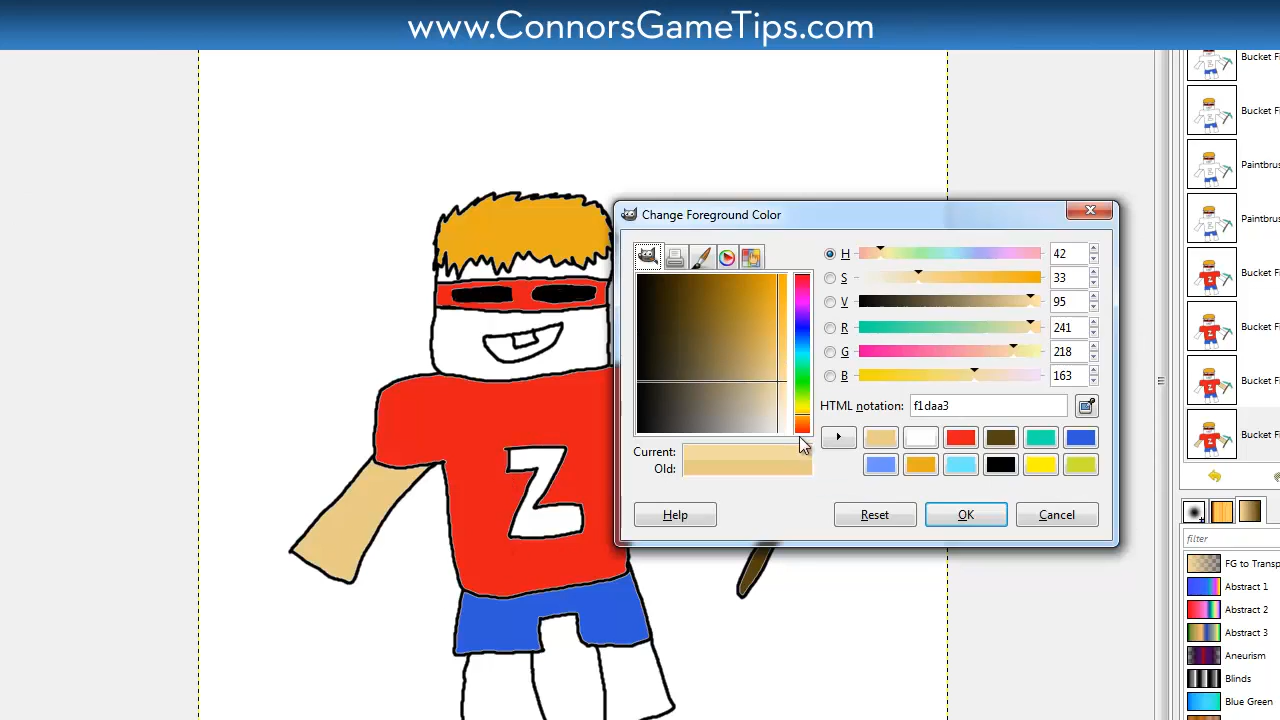 www.ConnorsGameTips.com
Bucket Fi
Bucket Fi
Paintbrus
Paintbrus
Bucket Fi
Bucket Fi
Bucket Fi
Bucket Fi
Change Foreground Color
H 42
S 33
V 95
R 241
G 218
B 163
HTML notation: f1daa3
Current:
Old:
Help Reset OK Cancel
Z
filter
FG to Transp
Abstract 1
Abstract 2
Abstract 3
Aneurism
Blinds
Blue Green